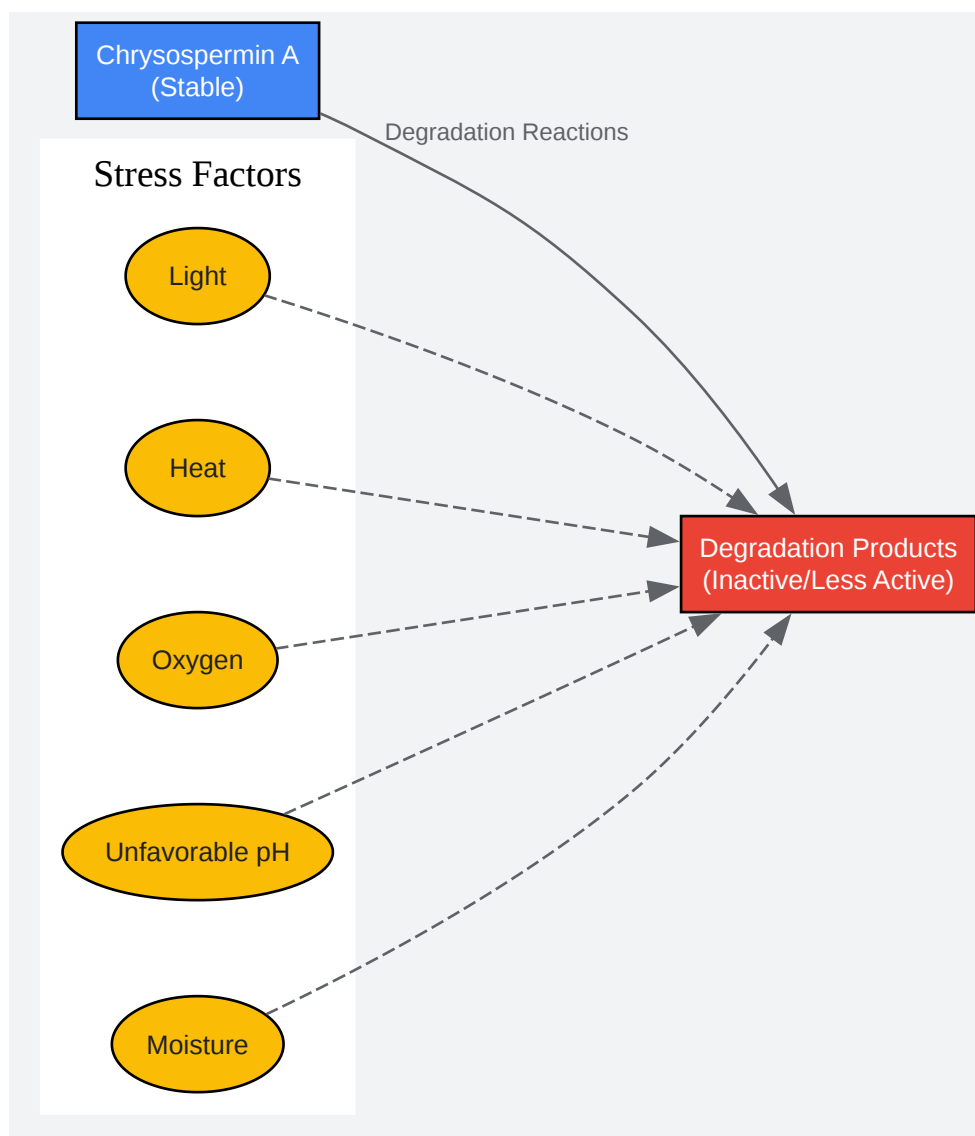 Chrysospermin A
(Stable)
Degradation Reactions
Stress Factors
Light
Heat
Degradation Products
(Inactive/Less Active)
Oxygen
Unfavorable pH
Moisture